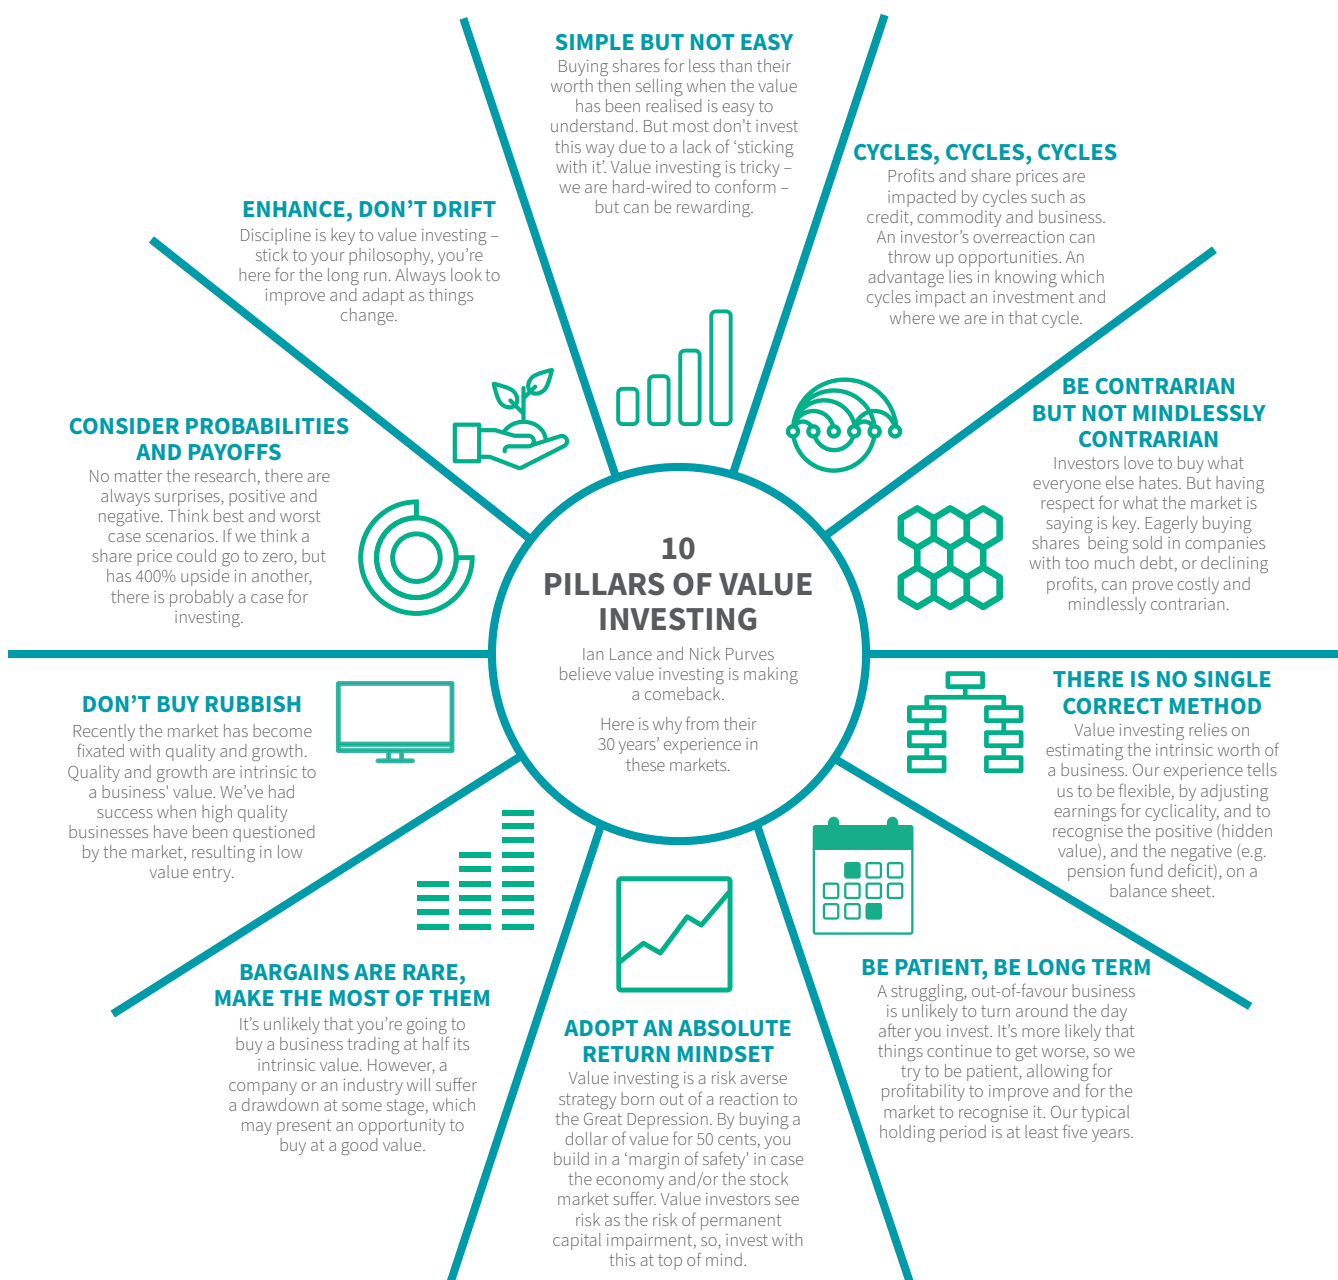 10
PILLARS OF VALUE
INVESTING
Ian Lance and Nick Purves
believe value investing is making
a comeback.
Here is why from their
30 years' experience in
these markets.
SIMPLE BUT NOT EASY
Buying shares for less than their
worth then selling when the value
has been realised is easy to
understand. But most don't invest
this way due to a lack of 'sticking
with it'. Value investing is tricky –
we are hard-wired to conform –
but can be rewarding.
CYCLES, CYCLES, CYCLES
Profits and share prices are
impacted by cycles such as
credit, commodity and business.
An investor's overreaction can
throw up opportunities. An
advantage lies in knowing which
cycles impact an investment and
where we are in that cycle.
BE CONTRARIAN
BUT NOT MINDLESSLY
CONTRARIAN
Investors love to buy what
everyone else hates. But having
respect for what the market is
saying is key. Eagerly buying
shares being sold in companies
with too much debt, or declining
profits, can prove costly and
mindlessly contrarian.
THERE IS NO SINGLE
CORRECT METHOD
Value investing relies on
estimating the intrinsic worth of
a business. Our experience tells
us to be flexible, by adjusting
earnings for cyclicality, and to
recognise the positive (hidden
value), and the negative (e.g.
pension fund deficit), on a
balance sheet.
BE PATIENT, BE LONG TERM
A struggling, out-of-favour business
is unlikely to turn around the day
after you invest. It's more likely that
things continue to get worse, so we
try to be patient, allowing for
profitability to improve and for the
market to recognise it. Our typical
holding period is at least five years.
ADOPT AN ABSOLUTE
RETURN MINDSET
Value investing is a risk averse
strategy born out of a reaction to
the Great Depression. By buying a
dollar of value for 50 cents, you
build in a 'margin of safety' in case
the economy and/or the stock
market suffer. Value investors see
risk as the risk of permanent
capital impairment, so, invest with
this at top of mind.
BARGAINS ARE RARE,
MAKE THE MOST OF THEM
It's unlikely that you're going to
buy a business trading at half its
intrinsic value. However, a
company or an industry will suffer
a drawdown at some stage, which
may present an opportunity to
buy at a good value.
DON'T BUY RUBBISH
Recently the market has become
fixated with quality and growth.
Quality and growth are intrinsic to
a business' value. We've had
success when high quality
businesses have been questioned
by the market, resulting in low
value entry.
CONSIDER PROBABILITIES
AND PAYOFFS
No matter the research, there are
always surprises, positive and
negative. Think best and worst
case scenarios. If we think a
share price could go to zero, but
has 400% upside in another,
there is probably a case for
investing.
ENHANCE, DON'T DRIFT
Discipline is key to value investing –
stick to your philosophy, you're
here for the long run. Always look to
improve and adapt as things
change.